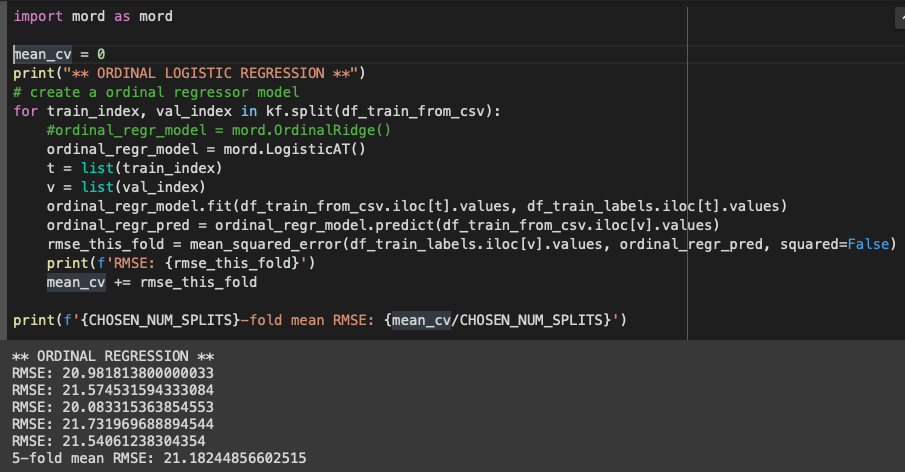 import mord as mord
mean_cv = 0
print("** ORDINAL LOGISTIC REGRESSION **")
# create a ordinal regressor model
for train_index, val_index in kf.split(df_train_from_csv):
    #ordinal_regr_model = mord.OrdinalRidge()
    ordinal_regr_model = mord.LogisticAT()
    t = list(train_index)
    v = list(val_index)
    ordinal_regr_model.fit(df_train_from_csv.iloc[t].values, df_train_labels.iloc[t].values)
    ordinal_regr_pred = ordinal_regr_model.predict(df_train_from_csv.iloc[v].values)
    rmse_this_fold = mean_squared_error(df_train_labels.iloc[v].values, ordinal_regr_pred, squared=False)
    print(f'RMSE: {rmse_this_fold}')
    mean_cv += rmse_this_fold
print(f'{CHOSEN_NUM_SPLITS}-fold mean RMSE: {mean_cv/CHOSEN_NUM_SPLITS}')
** ORDINAL REGRESSION **
RMSE: 20.981813800000033
RMSE: 21.574531594333084
RMSE: 20.083315363854553
RMSE: 21.731969688894544
RMSE: 21.54061238304354
5-fold mean RMSE: 21.18244856602515